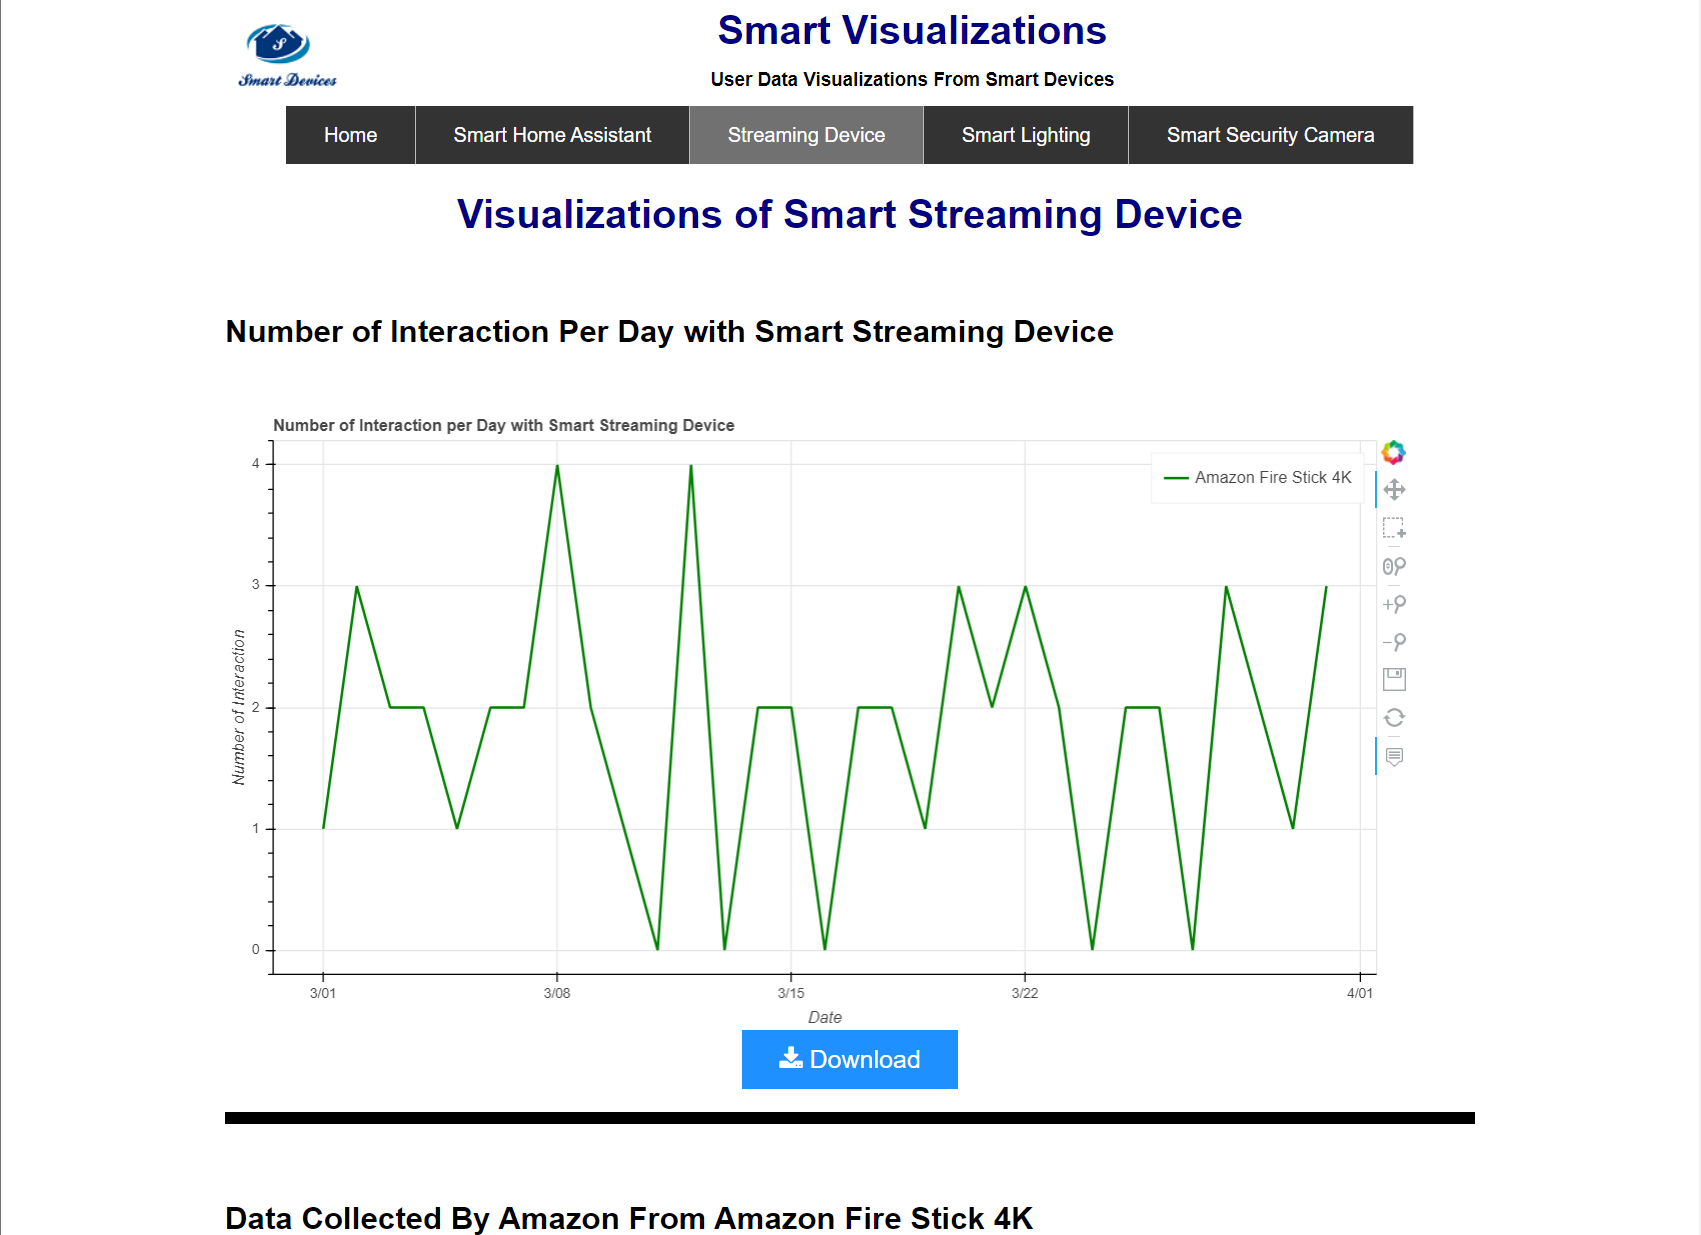 Smart Visualizations
S
Smart Devices
User Data Visualizations From Smart Devices
Home Smart Home Assistant Streaming Device Smart Lighting Smart Security Camera
Visualizations of Smart Streaming Device
Number of Interaction Per Day with Smart Streaming Device
Number of Interaction per Day with Smart Streaming Device
Amazon Fire Stick 4K
4
3
2
1
0
Number of Interaction
3/01 3/08 3/15 3/22 4/01
Date
Download
Data Collected By Amazon From Amazon Fire Stick 4K